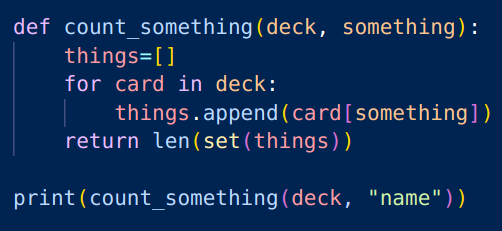 def count_something(deck, something):
    things=[]
    for card in deck:
        things.append(card[something])
    return len(set(things))

print(count_something(deck, "name"))